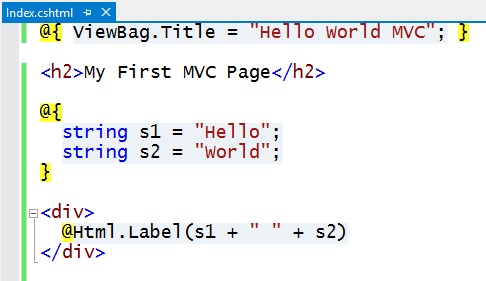 Index.cshtml
@{ ViewBag.Title = "Hello World MVC"; }
<h2>My First MVC Page</h2>
@{
string s1 = "Hello";
string s2 = "World";
}
<div>
@Html.Label(s1 + " " + s2)
</div>